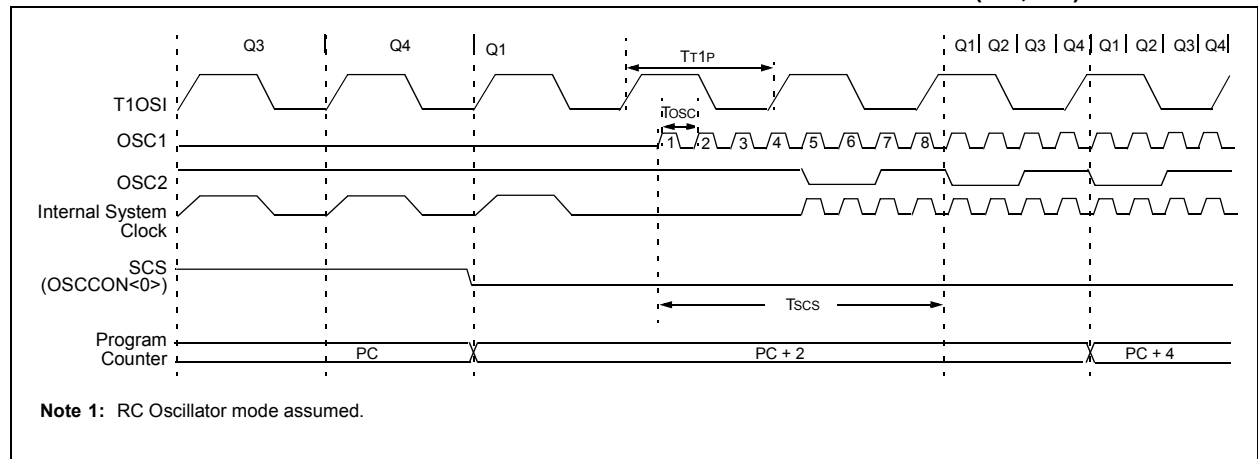 Q3 Q4 Q1 Q1 Q2 Q3 Q4 Q1 Q2 Q3 Q4
TT1P
T1OSI
TOSC
OSC1
1 2 3 4 5 6 7 8
OSC2
Internal System
Clock
SCS
(OSCCON<0>)
TSCS
Program
Counter
PC PC + 2 PC + 4
Note 1: RC Oscillator mode assumed.